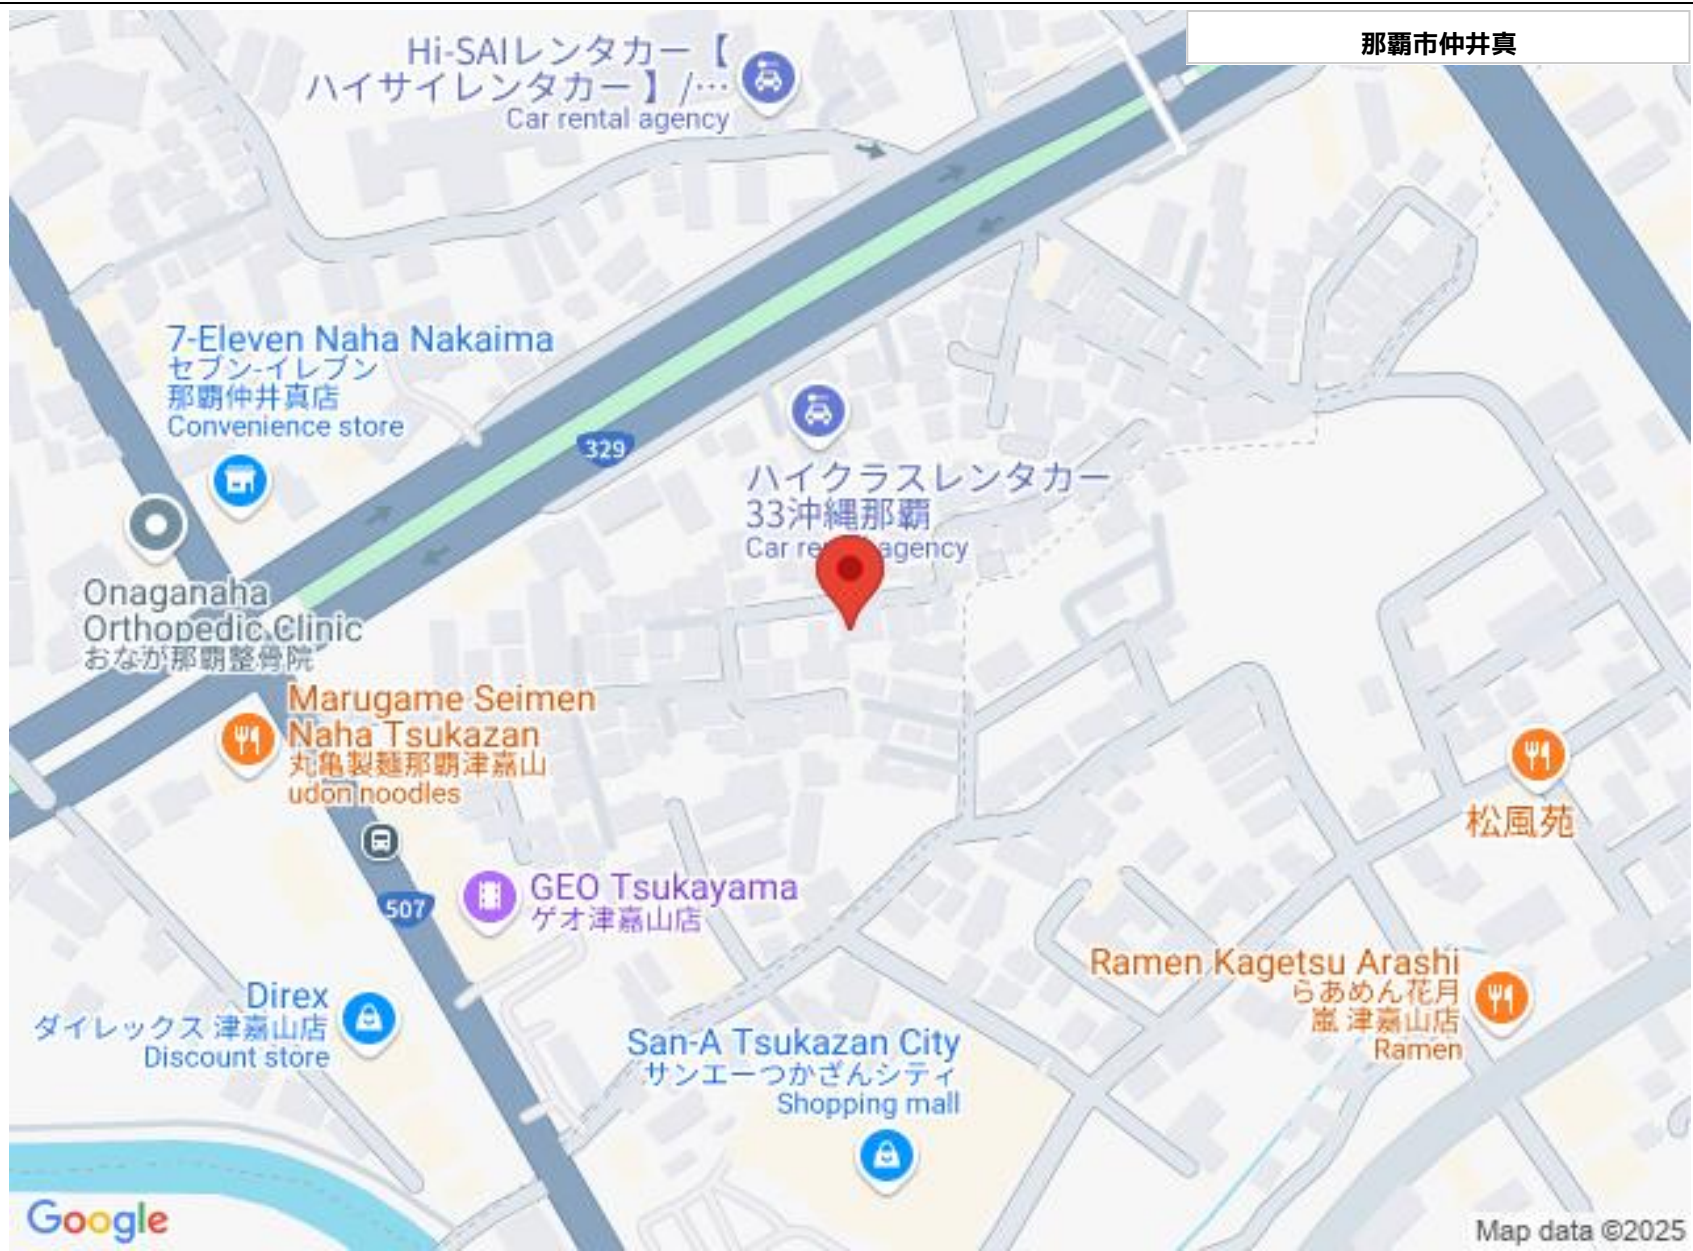 那覇市仲井真
Hi-SAIレンタカー【
ハイサイレンタカー】/…
Car rental agency
7-Eleven Naha Nakaima
セブン-イレブン
那覇仲井真店
Convenience store
329
ハイクラスレンタカー
33沖縄那覇
Car rental agency
Onaganaha
Orthopedic Clinic
おなが那覇整骨院
Marugame Seimen
Naha Tsukazan
丸亀製麺那覇津嘉山
udon noodles
松風苑
GEO Tsukayama
ゲオ津嘉山店
507
Ramen Kagetsu Arashi
らあめん花月
嵐 津嘉山店
Ramen
Direx
ダイレックス 津嘉山店
Discount store
San-A Tsukazan City
サンエーつかざんシティ
Shopping mall
Google
Map data ©2025